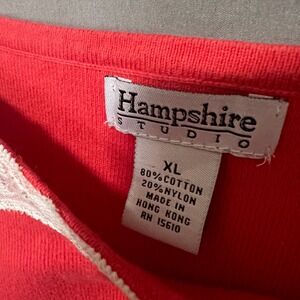 Hampshire
STUDIO
XL
80% COTTON
20% NYLON
MADE IN
HONG KONG
RN 15610